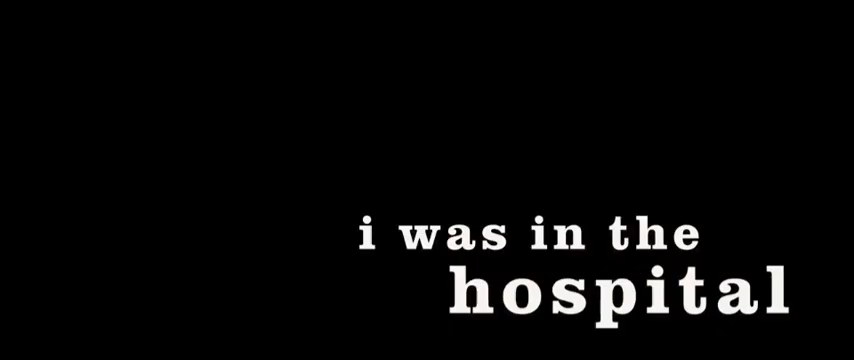 i was in the
hospital